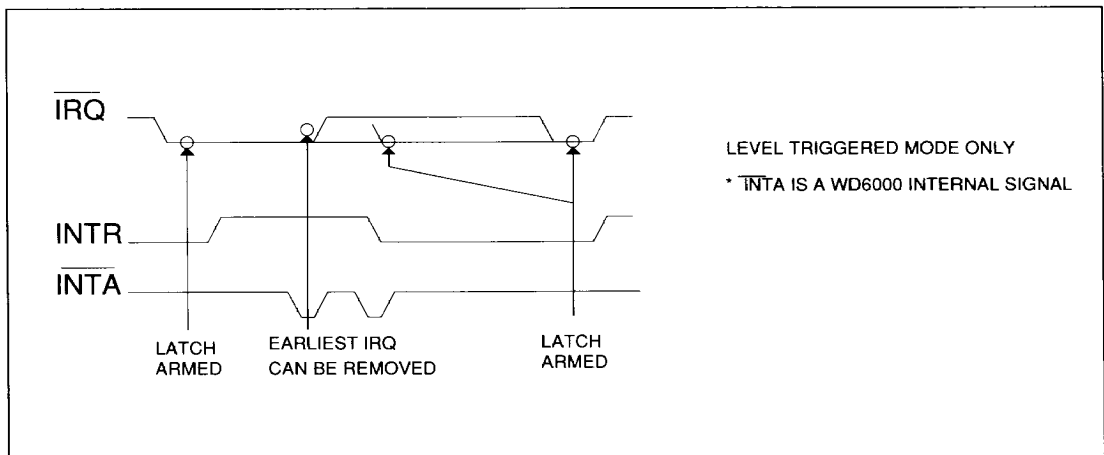 IRQ
LEVEL TRIGGERED MODE ONLY
* INTA IS A WD6000 INTERNAL SIGNAL
INTR
INTA
LATCH
ARMED
EARLIEST IRQ
CAN BE REMOVED
LATCH
ARMED